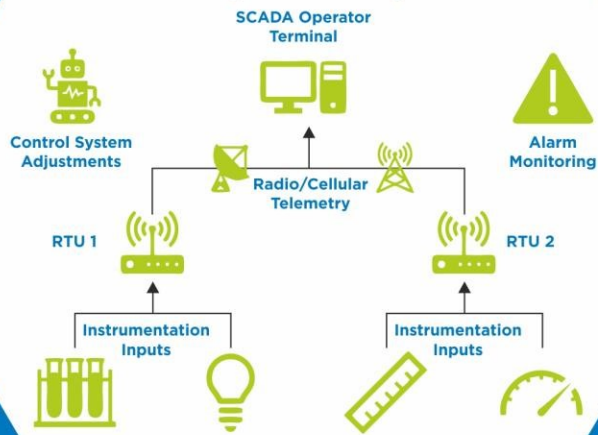 SCADA Operator
Terminal
Control System
Adjustments
Alarm
Monitoring
Radio/Cellular
Telemetry
RTU 1
RTU 2
Instrumentation
Inputs
Instrumentation
Inputs